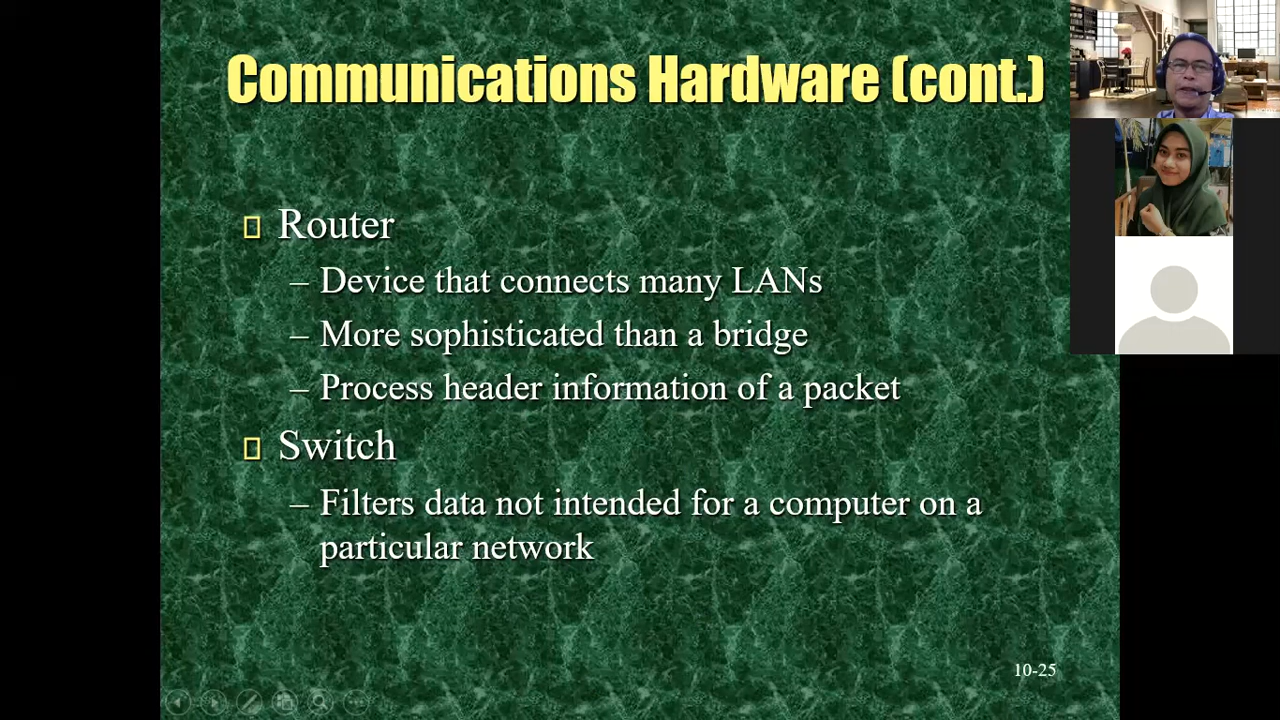 Communications Hardware (cont.)
Router
– Device that connects many LANs
– More sophisticated than a bridge
– Process header information of a packet
Switch
– Filters data not intended for a computer on a
particular network
10-25